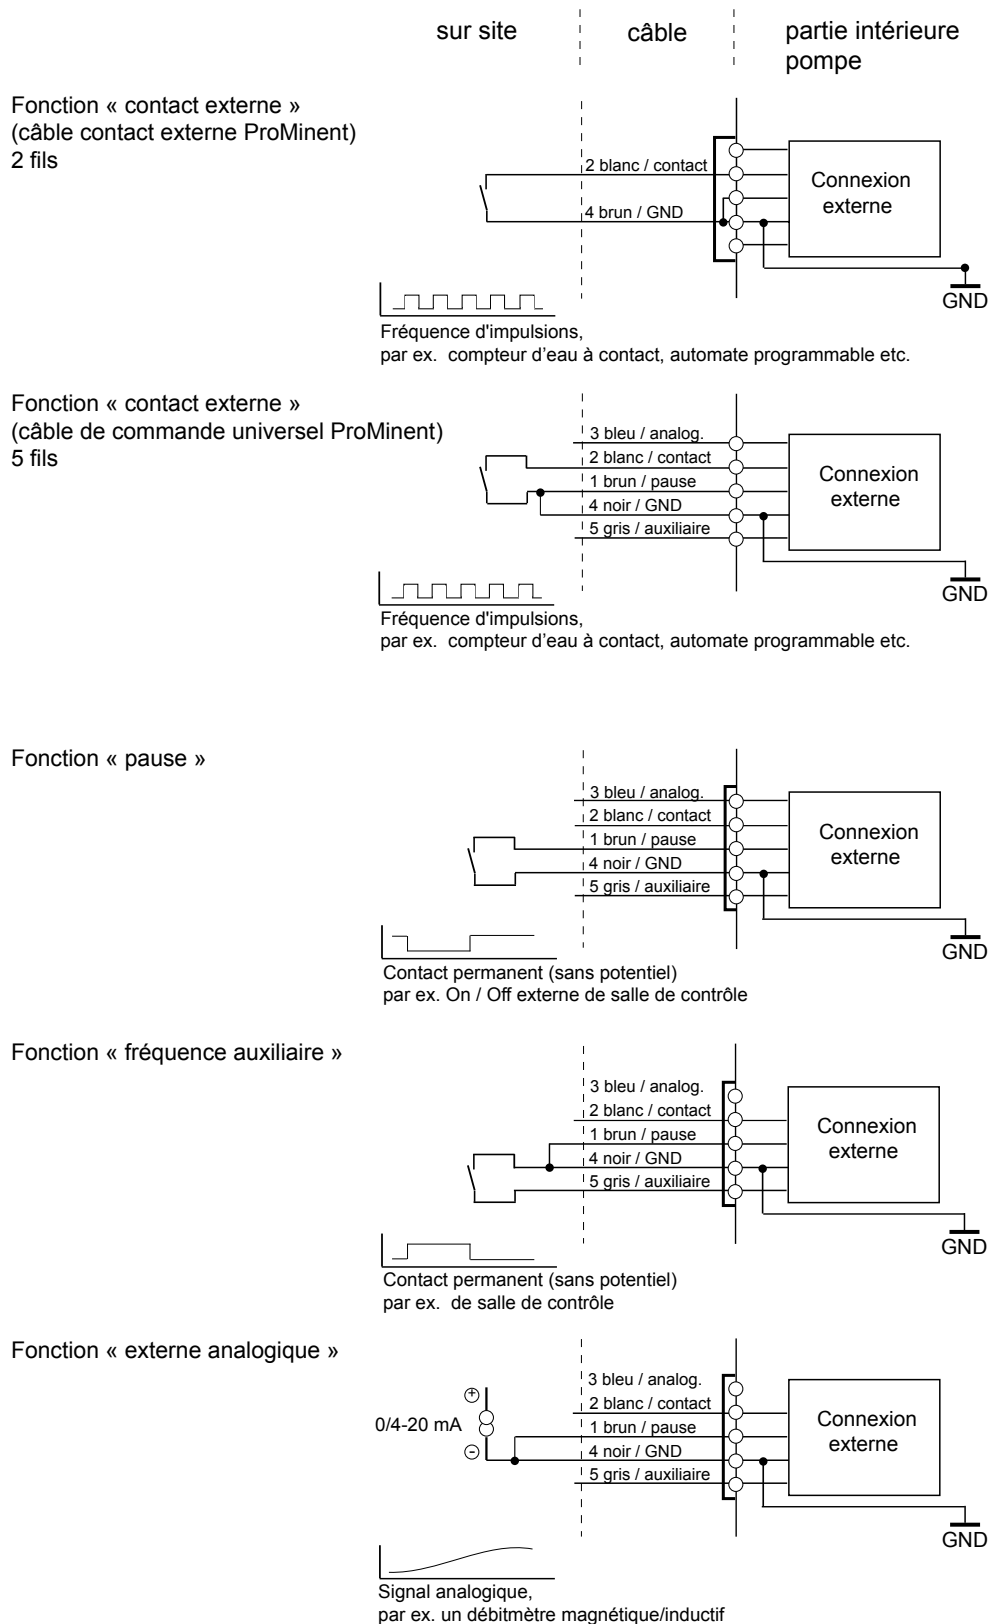 sur site
câble
partie intérieure
pompe
Fonction « contact externe »
(câble contact externe ProMinent)
2 fils
2 blanc / contact
4 brun / GND
Connexion
externe
GND
Fréquence d'impulsions,
par ex. compteur d'eau à contact, automate programmable etc.
Fonction « contact externe »
(câble de commande universel ProMinent)
5 fils
3 bleu / analog.
2 blanc / contact
1 brun / pause
4 noir / GND
5 gris / auxiliaire
Connexion
externe
GND
Fréquence d'impulsions,
par ex. compteur d'eau à contact, automate programmable etc.
Fonction « pause »
3 bleu / analog.
2 blanc / contact
1 brun / pause
4 noir / GND
5 gris / auxiliaire
Connexion
externe
GND
Contact permanent (sans potentiel)
par ex. On / Off externe de salle de contrôle
Fonction « fréquence auxiliaire »
3 bleu / analog.
2 blanc / contact
1 brun / pause
4 noir / GND
5 gris / auxiliaire
Connexion
externe
GND
Contact permanent (sans potentiel)
par ex. de salle de contrôle
Fonction « externe analogique »
+
0/4-20 mA
-
3 bleu / analog.
2 blanc / contact
1 brun / pause
4 noir / GND
5 gris / auxiliaire
Connexion
externe
GND
Signal analogique,
par ex. un débitmètre magnétique/inductif